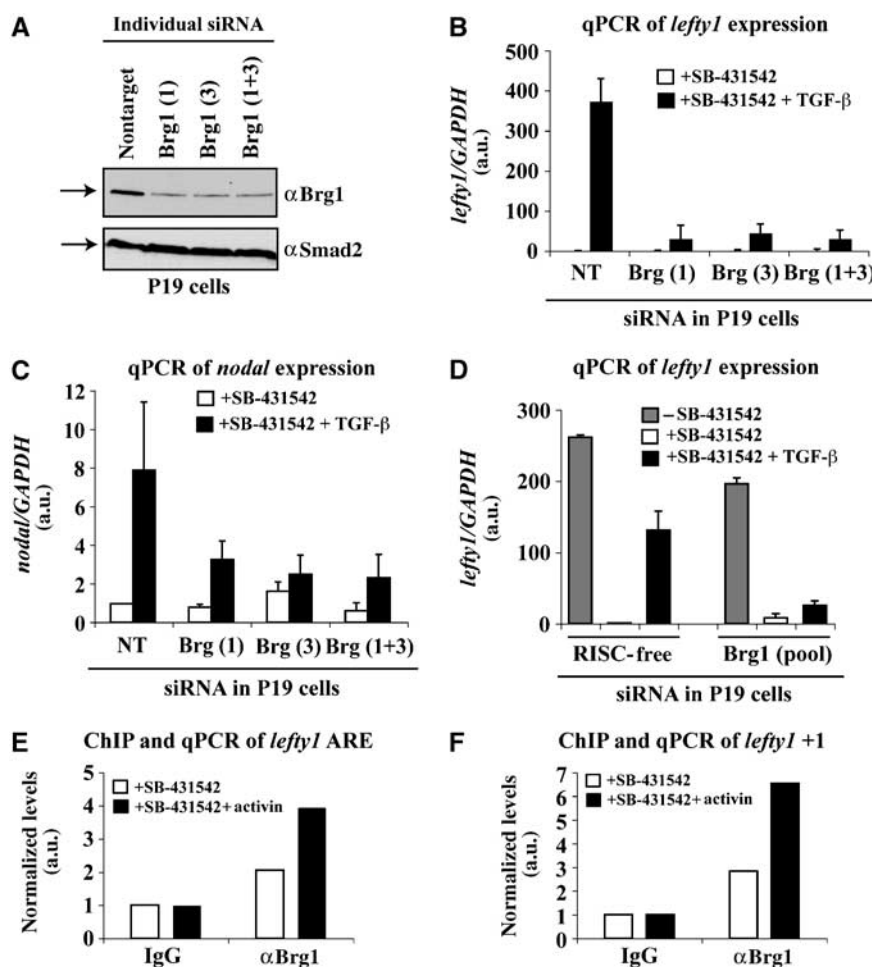 A
Individual siRNA
Nontarget
Brg1 (1)
Brg1 (3)
Brg1 (1+3)
αBrg1
αSmad2
P19 cells
B
qPCR of lefty1 expression
lefty1/GAPDH
(a.u.)
500
400
300
200
100
0
+SB-431542
+SB-431542 + TGF-β
NT
Brg (1)
Brg (3)
Brg (1+3)
siRNA in P19 cells
C
qPCR of nodal expression
nodal/GAPDH
(a.u.)
12
10
8
6
4
2
0
+SB-431542
+SB-431542 + TGF-β
NT
Brg (1)
Brg (3)
Brg (1+3)
siRNA in P19 cells
D
qPCR of lefty1 expression
lefty1/GAPDH
(a.u.)
300
200
100
0
–SB-431542
+SB-431542
+SB-431542 + TGF-β
RISC-free
Brg1 (pool)
siRNA in P19 cells
E
ChIP and qPCR of lefty1 ARE
Normalized levels
(a.u.)
5
4
3
2
1
0
+SB-431542
+SB-431542+ activin
IgG
αBrg1
F
ChIP and qPCR of lefty1 +1
Normalized levels
(a.u.)
7
6
5
4
3
2
1
0
+SB-431542
+SB-431542+ activin
IgG
αBrg1